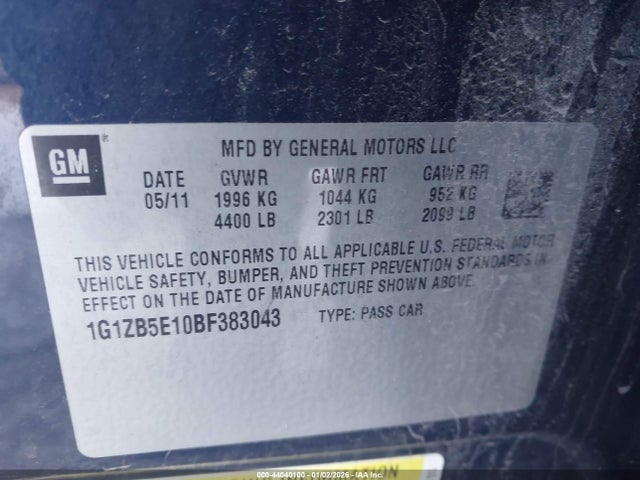 GM
MFD BY GENERAL MOTORS LLC
DATE GVWR GAWR FRT GAWR RR
05/11 1996 KG 1044 KG 952 KG
4400 LB 2301 LB 2099 LB
THIS VEHICLE CONFORMS TO ALL APPLICABLE U.S. FEDERAL MOTOR
VEHICLE SAFETY, BUMPER, AND THEFT PREVENTION STANDARDS IN
EFFECT ON THE DATE OF MANUFACTURE SHOWN ABOVE.
1G1ZB5E10BF383043 TYPE: PASS CAR
000-44040100 - 01/02/2026 - IAA Inc.